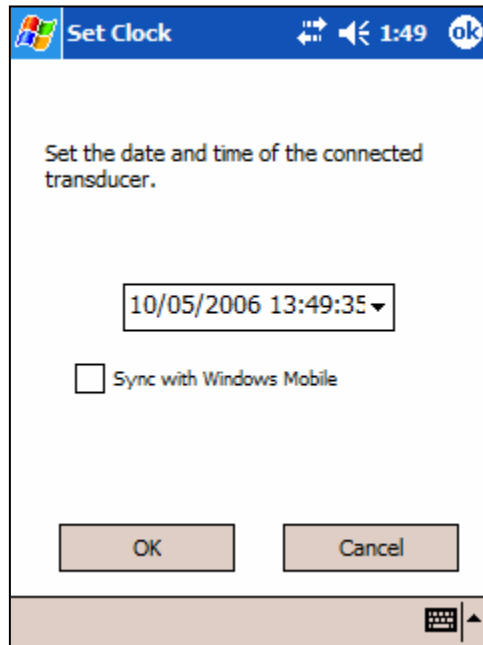 Set Clock 1:49 ok
Set the date and time of the connected
transducer.
10/05/2006 13:49:35
Sync with Windows Mobile
OK Cancel